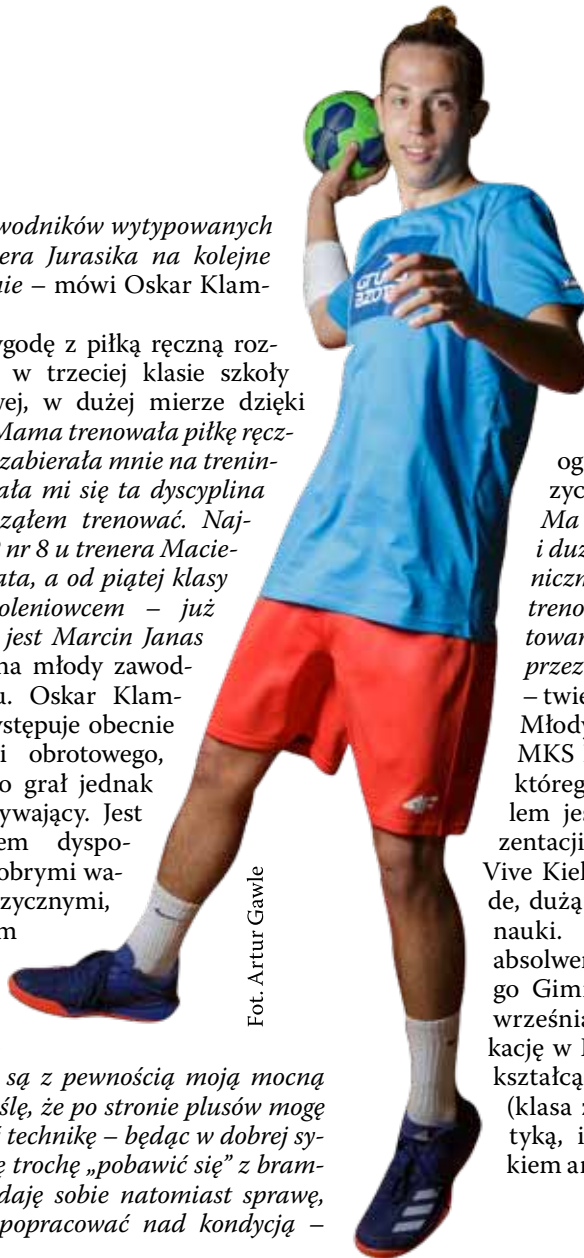 wodników wytypowanych
era Jurasika na kolejne
nie – mówi Oskar Klam-
ygodę z piłką ręczną roz-
w trzeciej klasie szkoły
wej, w dużej mierze dzięki
Mama trenowała piłkę ręcz-
zabierała mnie na trenin-
ała mi się ta dyscyplina
cząłem trenować. Naj-
nr 8 u trenera Macie-
ata, a od piątej klasy
oleniowcem – już
jest Marcin Janas
na młody zawod-
u. Oskar Klam-
ystępuje obecnie
i obrotowego,
o grał jednak
ywający. Jest
em dyspo-
obrymi wa-
zycznymi,
m
są z pewnością moją mocną
ślę, że po stronie plusów mogę
ć technikę – będąc w dobrej sy-
ę trochę „pobawić się” z bram-
daję sobie natomiast sprawę,
popracować nad kondycją –
Fot. Artur Gawle
GRUPA
AZOTY
og
zyc
Ma
i duż
niczn
treno
towar
przez
– twie
Młody
MKS
któreg
lem jes
zentacji
Vive Kiel
de, dużą
nauki.
absolwen
go Gim
września
kację w
kształcą
(klasa z
tyką, i
kiem an